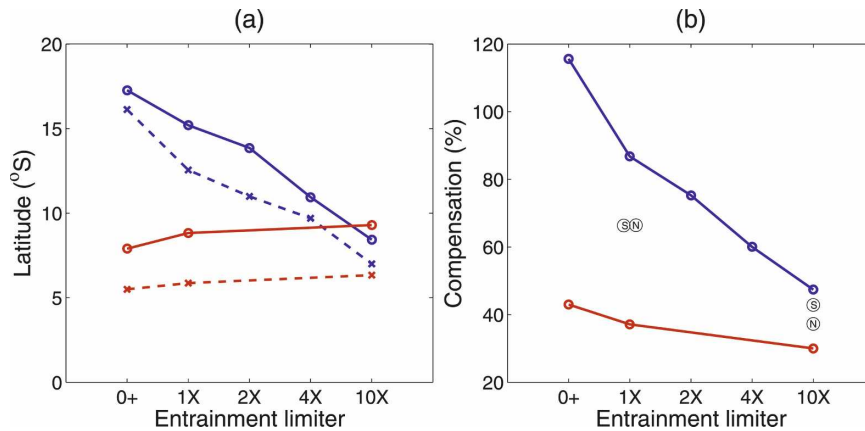 (a)
20
15
10
5
0
Latitude (°S)
0+ 1X 2X 4X 10X
Entrainment limiter
(b)
120
100
80
60
40
20
Compensation (%)
S N
S
N
0+ 1X 2X 4X 10X
Entrainment limiter